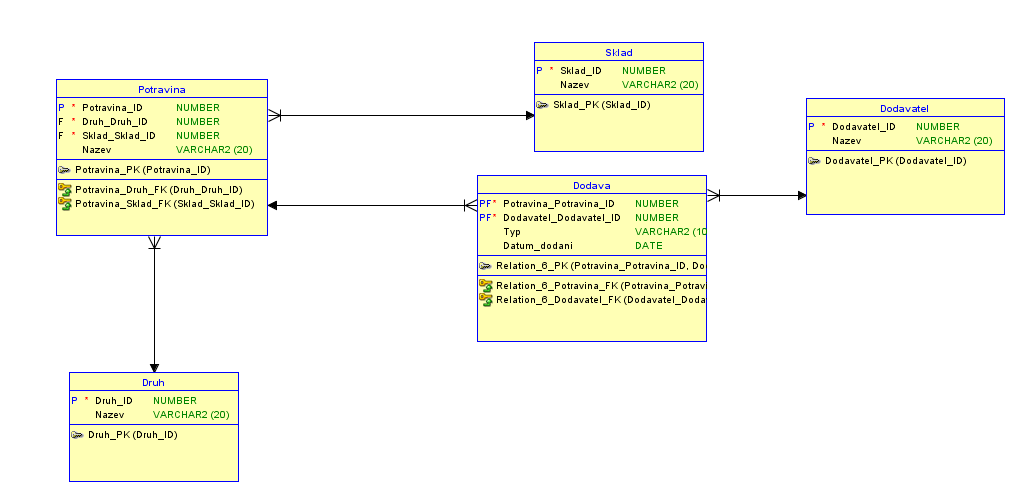 Potravina
P * Potravina_ID NUMBER
F * Druh_Druh_ID NUMBER
F * Sklad_Sklad_ID NUMBER
Nazev VARCHAR2 (20)
Potravina_PK (Potravina_ID)
Potravina_Druh_FK (Druh_Druh_ID)
Potravina_Sklad_FK (Sklad_Sklad_ID)
Sklad
P * Sklad_ID NUMBER
Nazev VARCHAR2 (20)
Sklad_PK (Sklad_ID)
Dodavatel
P * Dodavatel_ID NUMBER
Nazev VARCHAR2 (20)
Dodavatel_PK (Dodavatel_ID)
Dodava
PF* Potravina_Potravina_ID NUMBER
PF* Dodavatel_Dodavatel_ID NUMBER
Typ VARCHAR2 (10
Datum_dodani DATE
Relation_6_PK (Potravina_Potravina_ID, Do
Relation_6_Potravina_FK (Potravina_Potrav
Relation_6_Dodavatel_FK (Dodavatel_Doda
Druh
P * Druh_ID NUMBER
Nazev VARCHAR2 (20)
Druh_PK (Druh_ID)